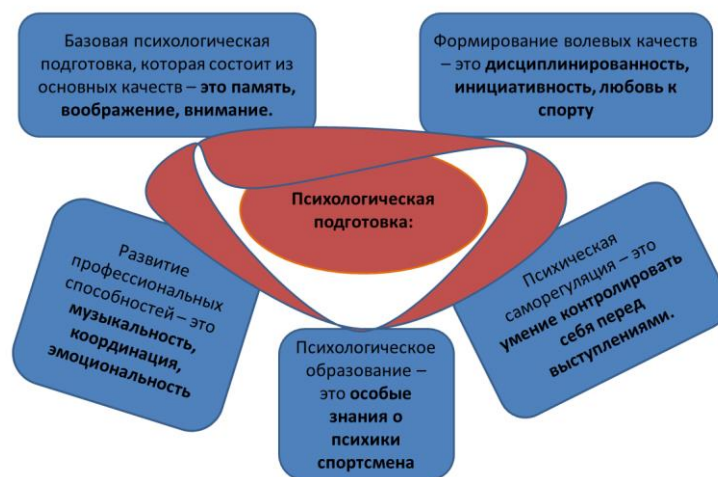 Базовая психологическая
подготовка, которая состоит из
основных качеств – это память,
воображение, внимание.
Формирование волевых качеств
– это дисциплинированность,
инициативность, любовь к
спорту
Психологическая
подготовка:
Развитие
профессиональных
способностей – это
музыкальность,
координация,
эмоциональность
Психическая
саморегуляция – это
умение контролировать
себя перед
выступлениями.
Психологическое
образование –
это особые
знания о
психики
спортсмена